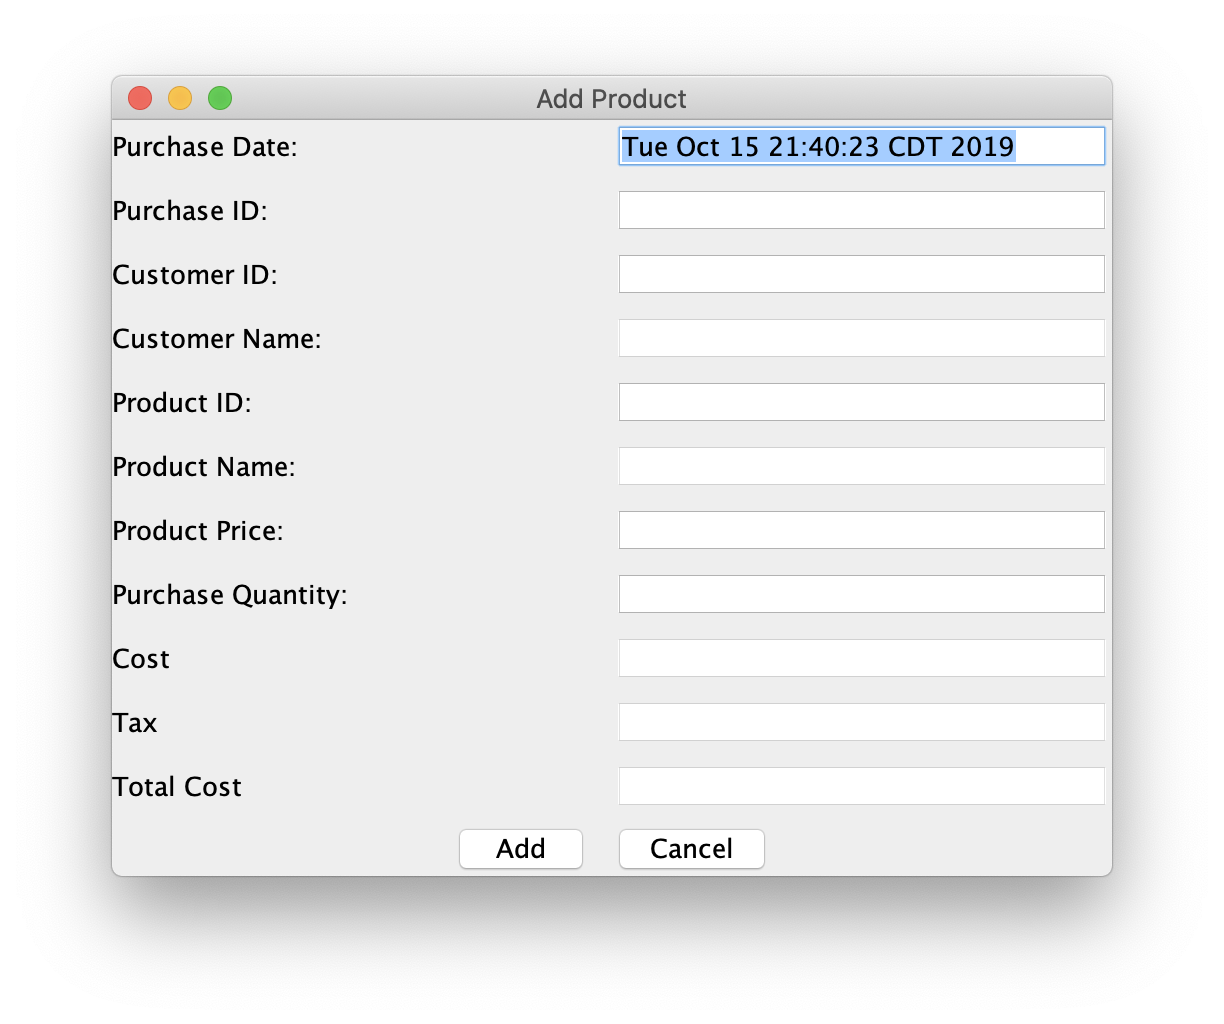 Add Product
Purchase Date: Tue Oct 15 21:40:23 CDT 2019
Purchase ID:
Customer ID:
Customer Name:
Product ID:
Product Name:
Product Price:
Purchase Quantity:
Cost
Tax
Total Cost
Add Cancel